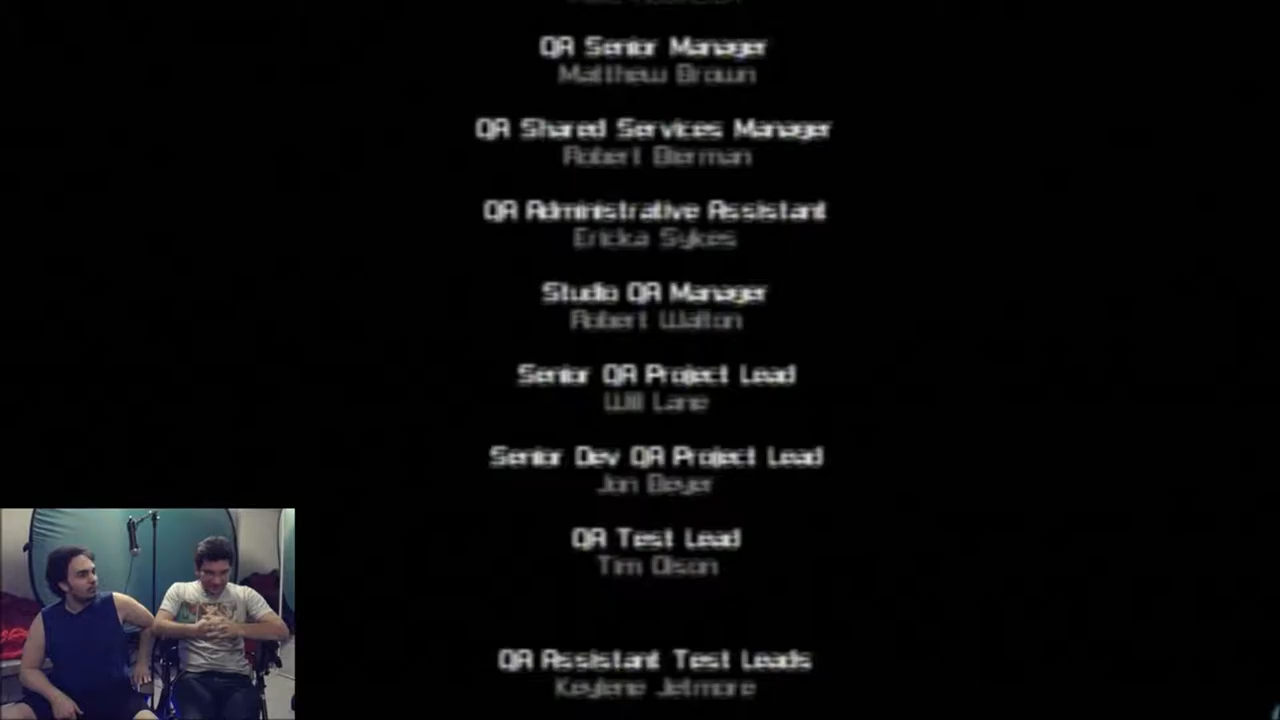 QA Senior Manager
Matthew Brown
QA Shared Services Manager
Robert Bierman
QA Administrative Assistant
Ericka Sykes
Studio QA Manager
Robert Walton
Senior QA Project Lead
Will Lane
Senior Dev QA Project Lead
Jon Beyer
QA Test Lead
Tim Olson
QA Assistant Test Leads
Keylene Jetmore